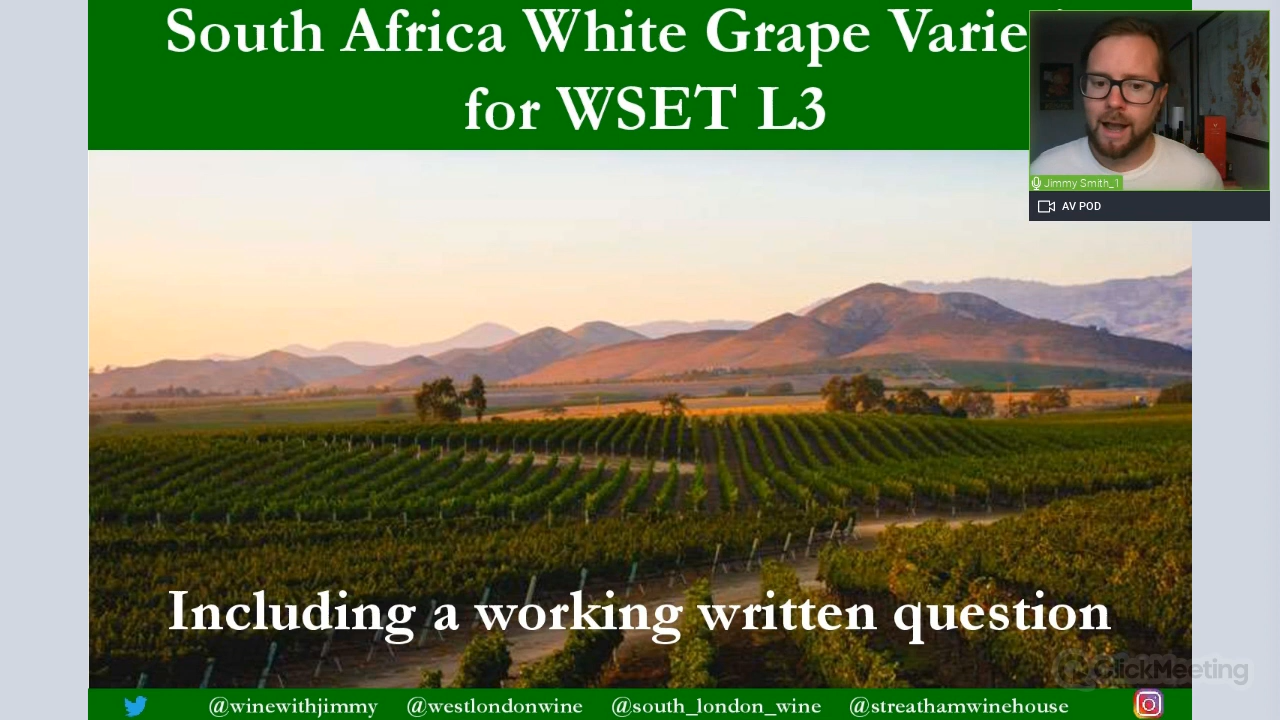 South Africa White Grape Varie
for WSET L3
Jimmy Smith_1
AV POD
Including a working written question
ClickMeeting
@winewithjimmy @westlondonwine @south_london_wine @streathamwinehouse